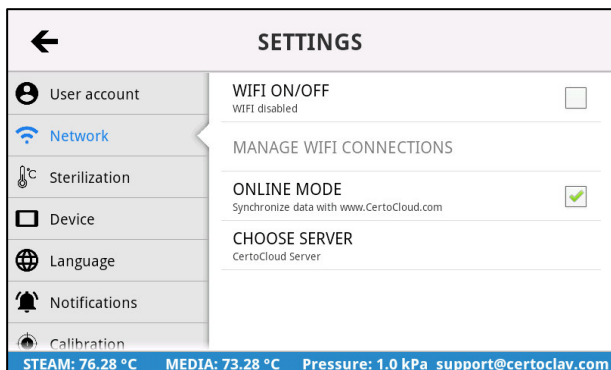 SETTINGS
User account
Network
°C Sterilization
Device
Language
Notifications
Calibration
WIFI ON/OFF
WIFI disabled
MANAGE WIFI CONNECTIONS
ONLINE MODE
Synchronize data with www.CertoCloud.com
CHOOSE SERVER
CertoCloud Server
STEAM: 76.28 °C MEDIA: 73.28 °C Pressure: 1.0 kPa support@certoclav.com